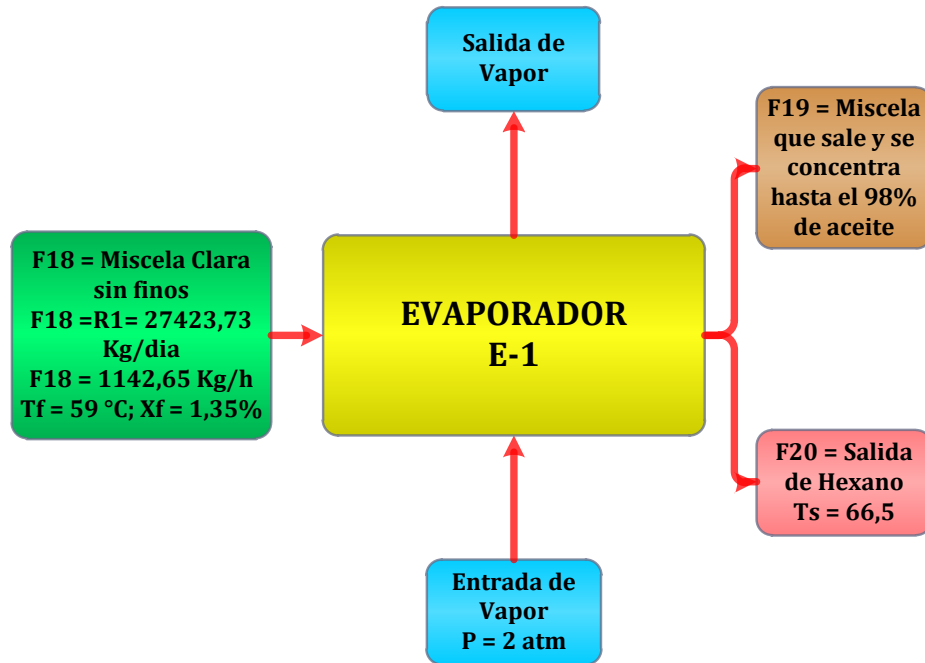 Salida de
Vapor
F19 = Miscela
que sale y se
concentra
hasta el 98%
de aceite
F18 = Miscela Clara
sin finos
F18 =R1= 27423,73
Kg/dia
F18 = 1142,65 Kg/h
Tf = 59 °C; Xf = 1,35%
EVAPORADOR
E-1
F20 = Salida
de Hexano
Ts = 66,5
Entrada de
Vapor
P = 2 atm